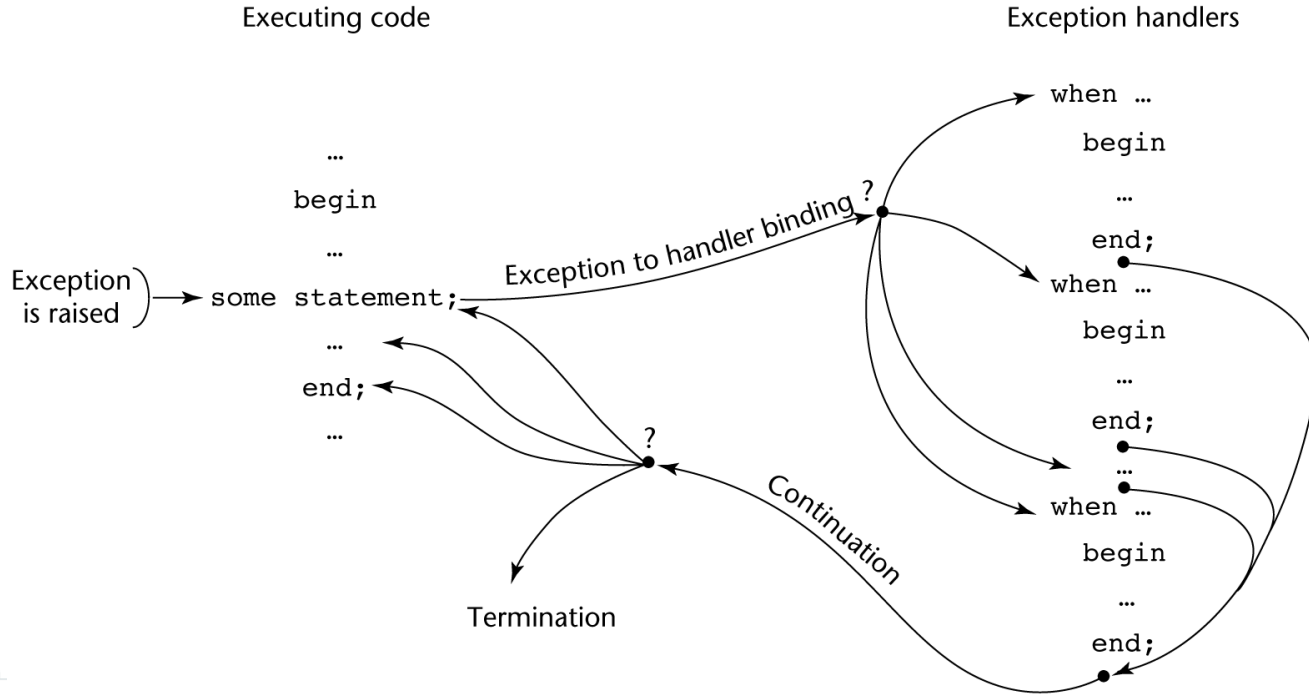 Executing code
Exception handlers
…
begin
…
Exception
is raised
some statement;
…
end;
…
Exception to handler binding
?
when …
begin
…
end;
when …
begin
…
end;
…
when …
begin
…
end;
Continuation
?
Termination